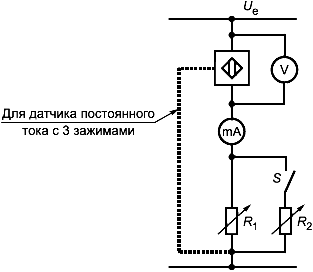 Uе
V
Для датчика постоянного
тока с 3 зажимами
mA
S
R1
R2